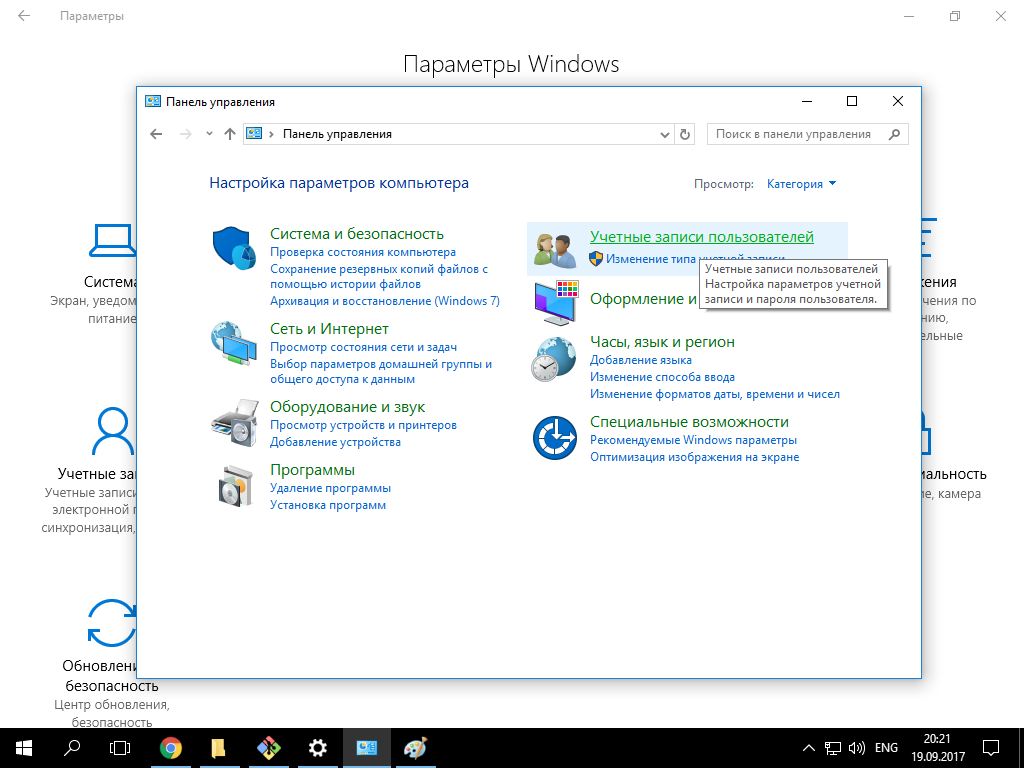 Параметры
Параметры Windows
Панель управления
Панель управления
Поиск в панели управления
Настройка параметров компьютера
Просмотр: Категория
Система и безопасность
Проверка состояния компьютера
Сохранение резервных копий файлов с
помощью истории файлов
Архивация и восстановление (Windows 7)
Сеть и Интернет
Просмотр состояния сети и задач
Выбор параметров домашней группы и
общего доступа к данным
Оборудование и звук
Просмотр устройств и принтеров
Добавление устройства
Программы
Удаление программы
Установка программ
Учетные записи пользователей
Изменение типа учетной записи
Учетные записи пользователей
Настройка параметров учетной
записи и пароля пользователя.
Оформление и
Часы, язык и регион
Добавление языка
Изменение способа ввода
Изменение форматов даты, времени и чисел
Специальные возможности
Рекомендуемые Windows параметры
Оптимизация изображения на экране
Система
Экран, уведом
питание
жения
чения по
нию,
ельные
Учетные за
Учетные записи
электронной п
синхронизация,
иальность
ие, камера
Обновлени
безопасность
Центр обновления,
безопасность
ENG
20:21
19.09.2017